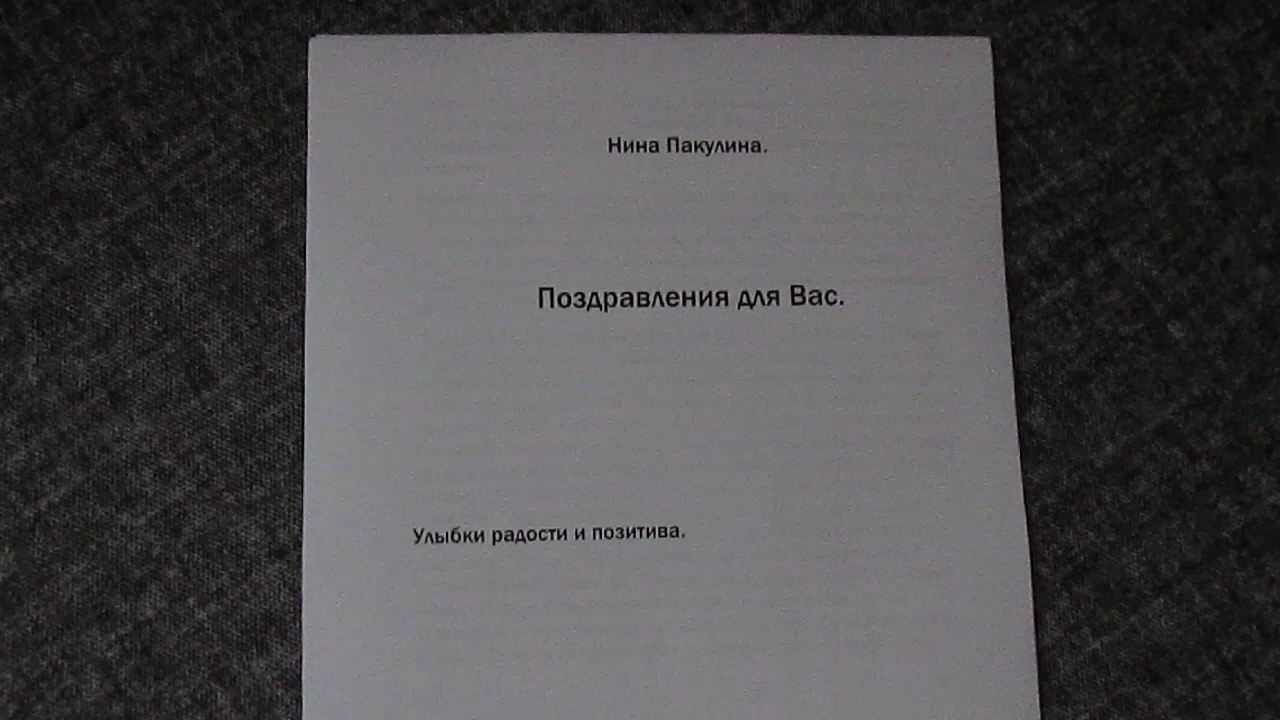 Нина Пакулина.
Поздравления для Вас.
Улыбки радости и позитива.